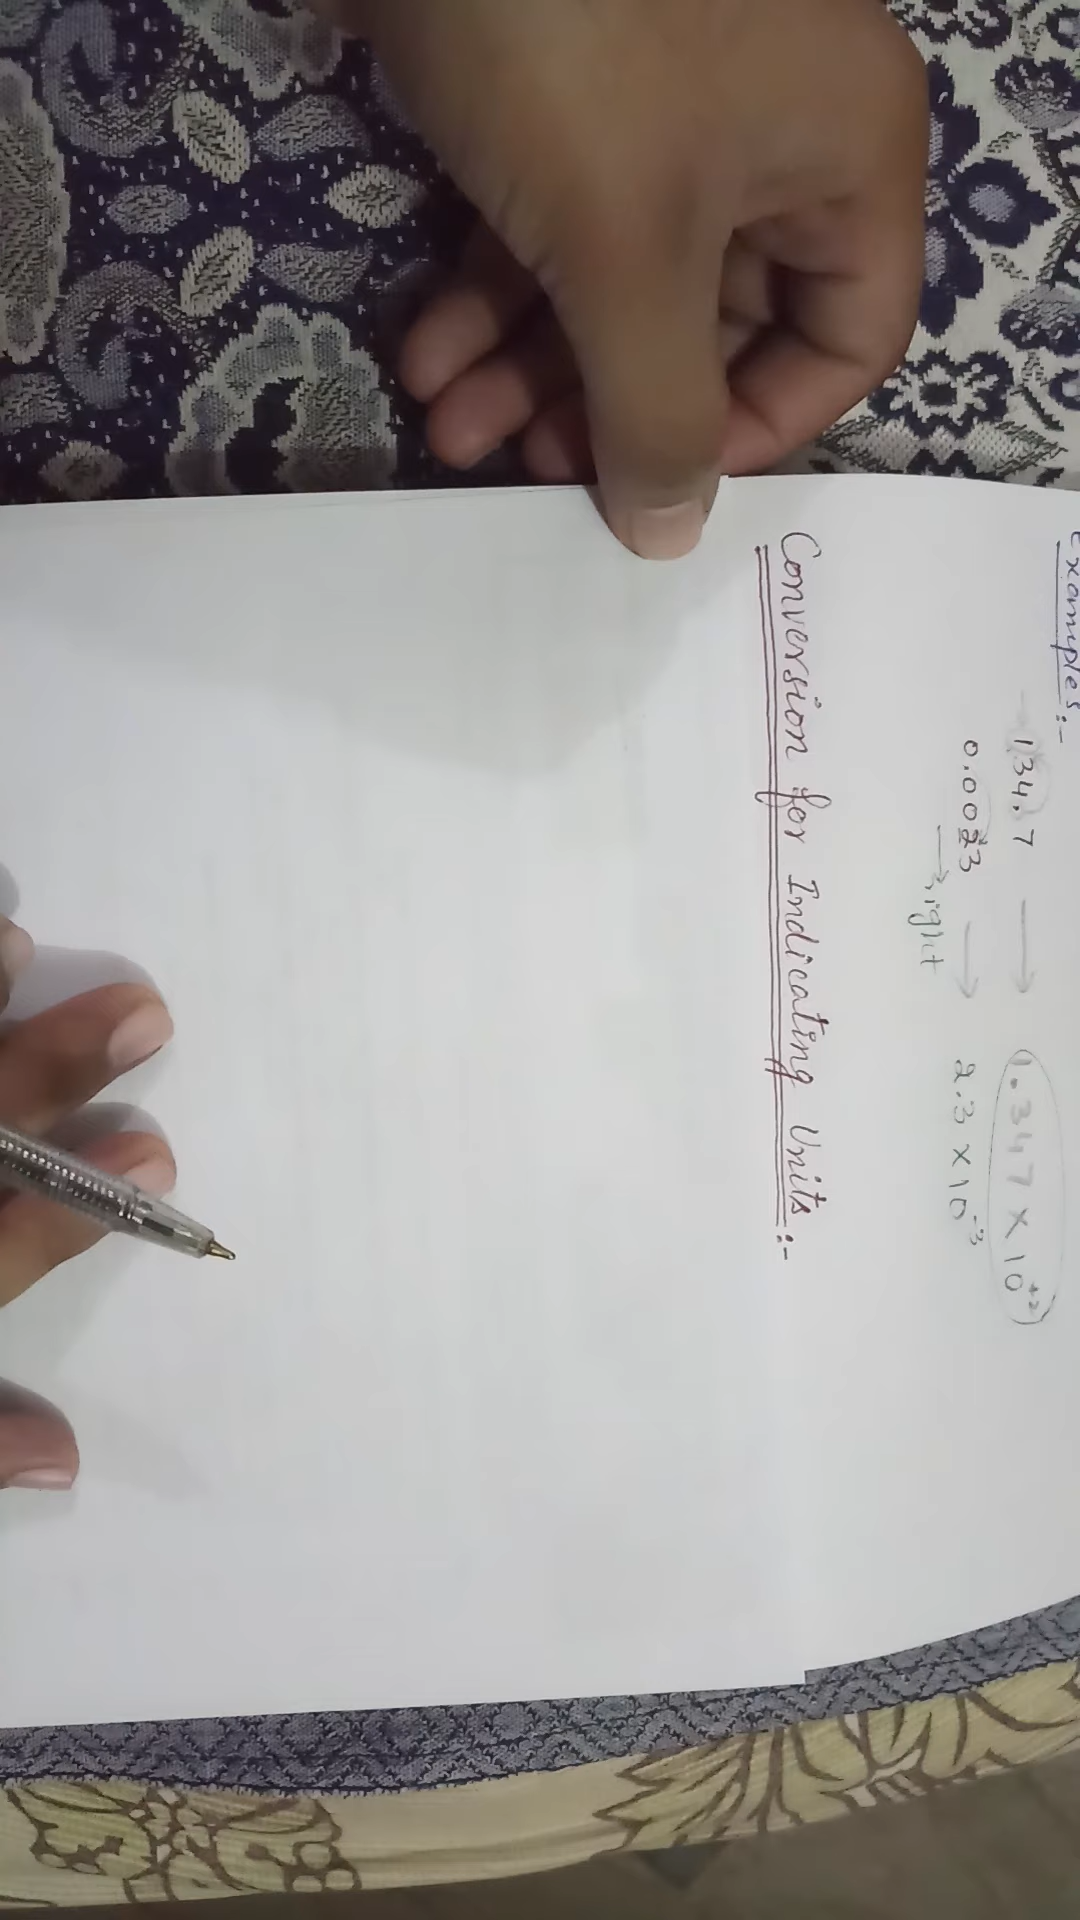 Examples:-
134.7 → 1.347 × 10⁺²
0.0023 → 2.3 × 10⁻³
→ right
Conversion for Indicating Units:-